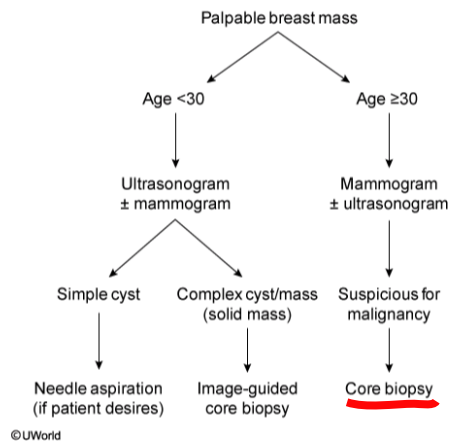 Palpable breast mass
Age <30
Age ≥30
Ultrasonogram
± mammogram
Mammogram
± ultrasonogram
Simple cyst
Complex cyst/mass
(solid mass)
Suspicious for
malignancy
Needle aspiration
(if patient desires)
Image-guided
core biopsy
Core biopsy
©UWorld